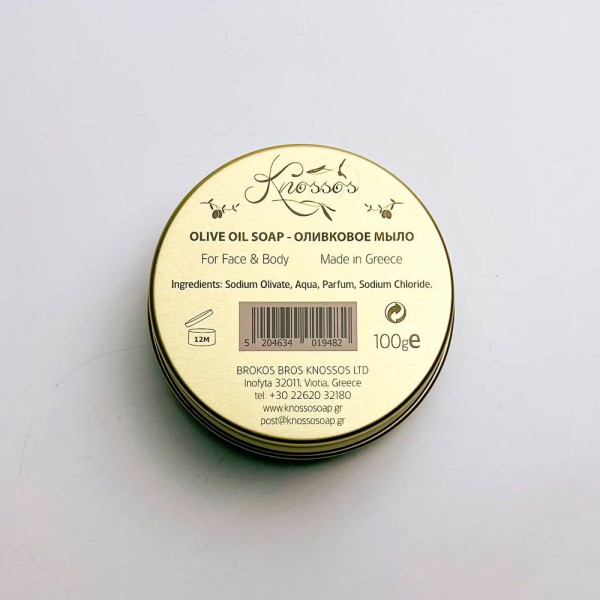 Knossos
OLIVE OIL SOAP - ОЛИВКОВОЕ МЫЛО
For Face & Body Made in Greece
Ingredients: Sodium Olivate, Aqua, Parfum, Sodium Chloride.
12M
5 204634 019482
100g℮
BROKOS BROS KNOSSOS LTD
Inofyta 32011, Viotia, Greece
tel: +30 22620 32180
www.knossosoap.gr
post@knossosoap.gr